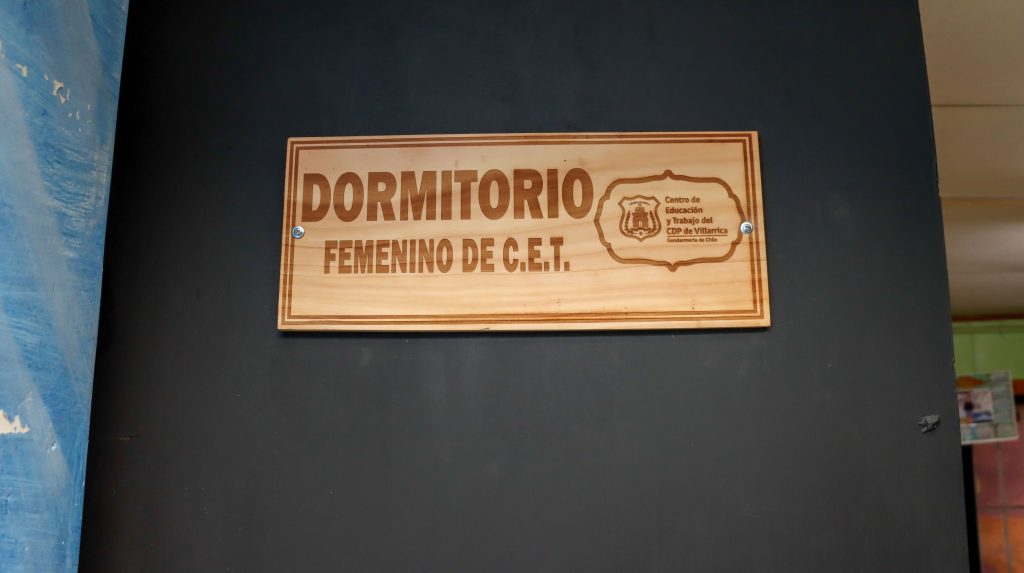 DORMITORIO
FEMENINO DE C.E.T.
Centro de
Educación
y Trabajo del
CDP de Villarrica
Gendarmería de Chile